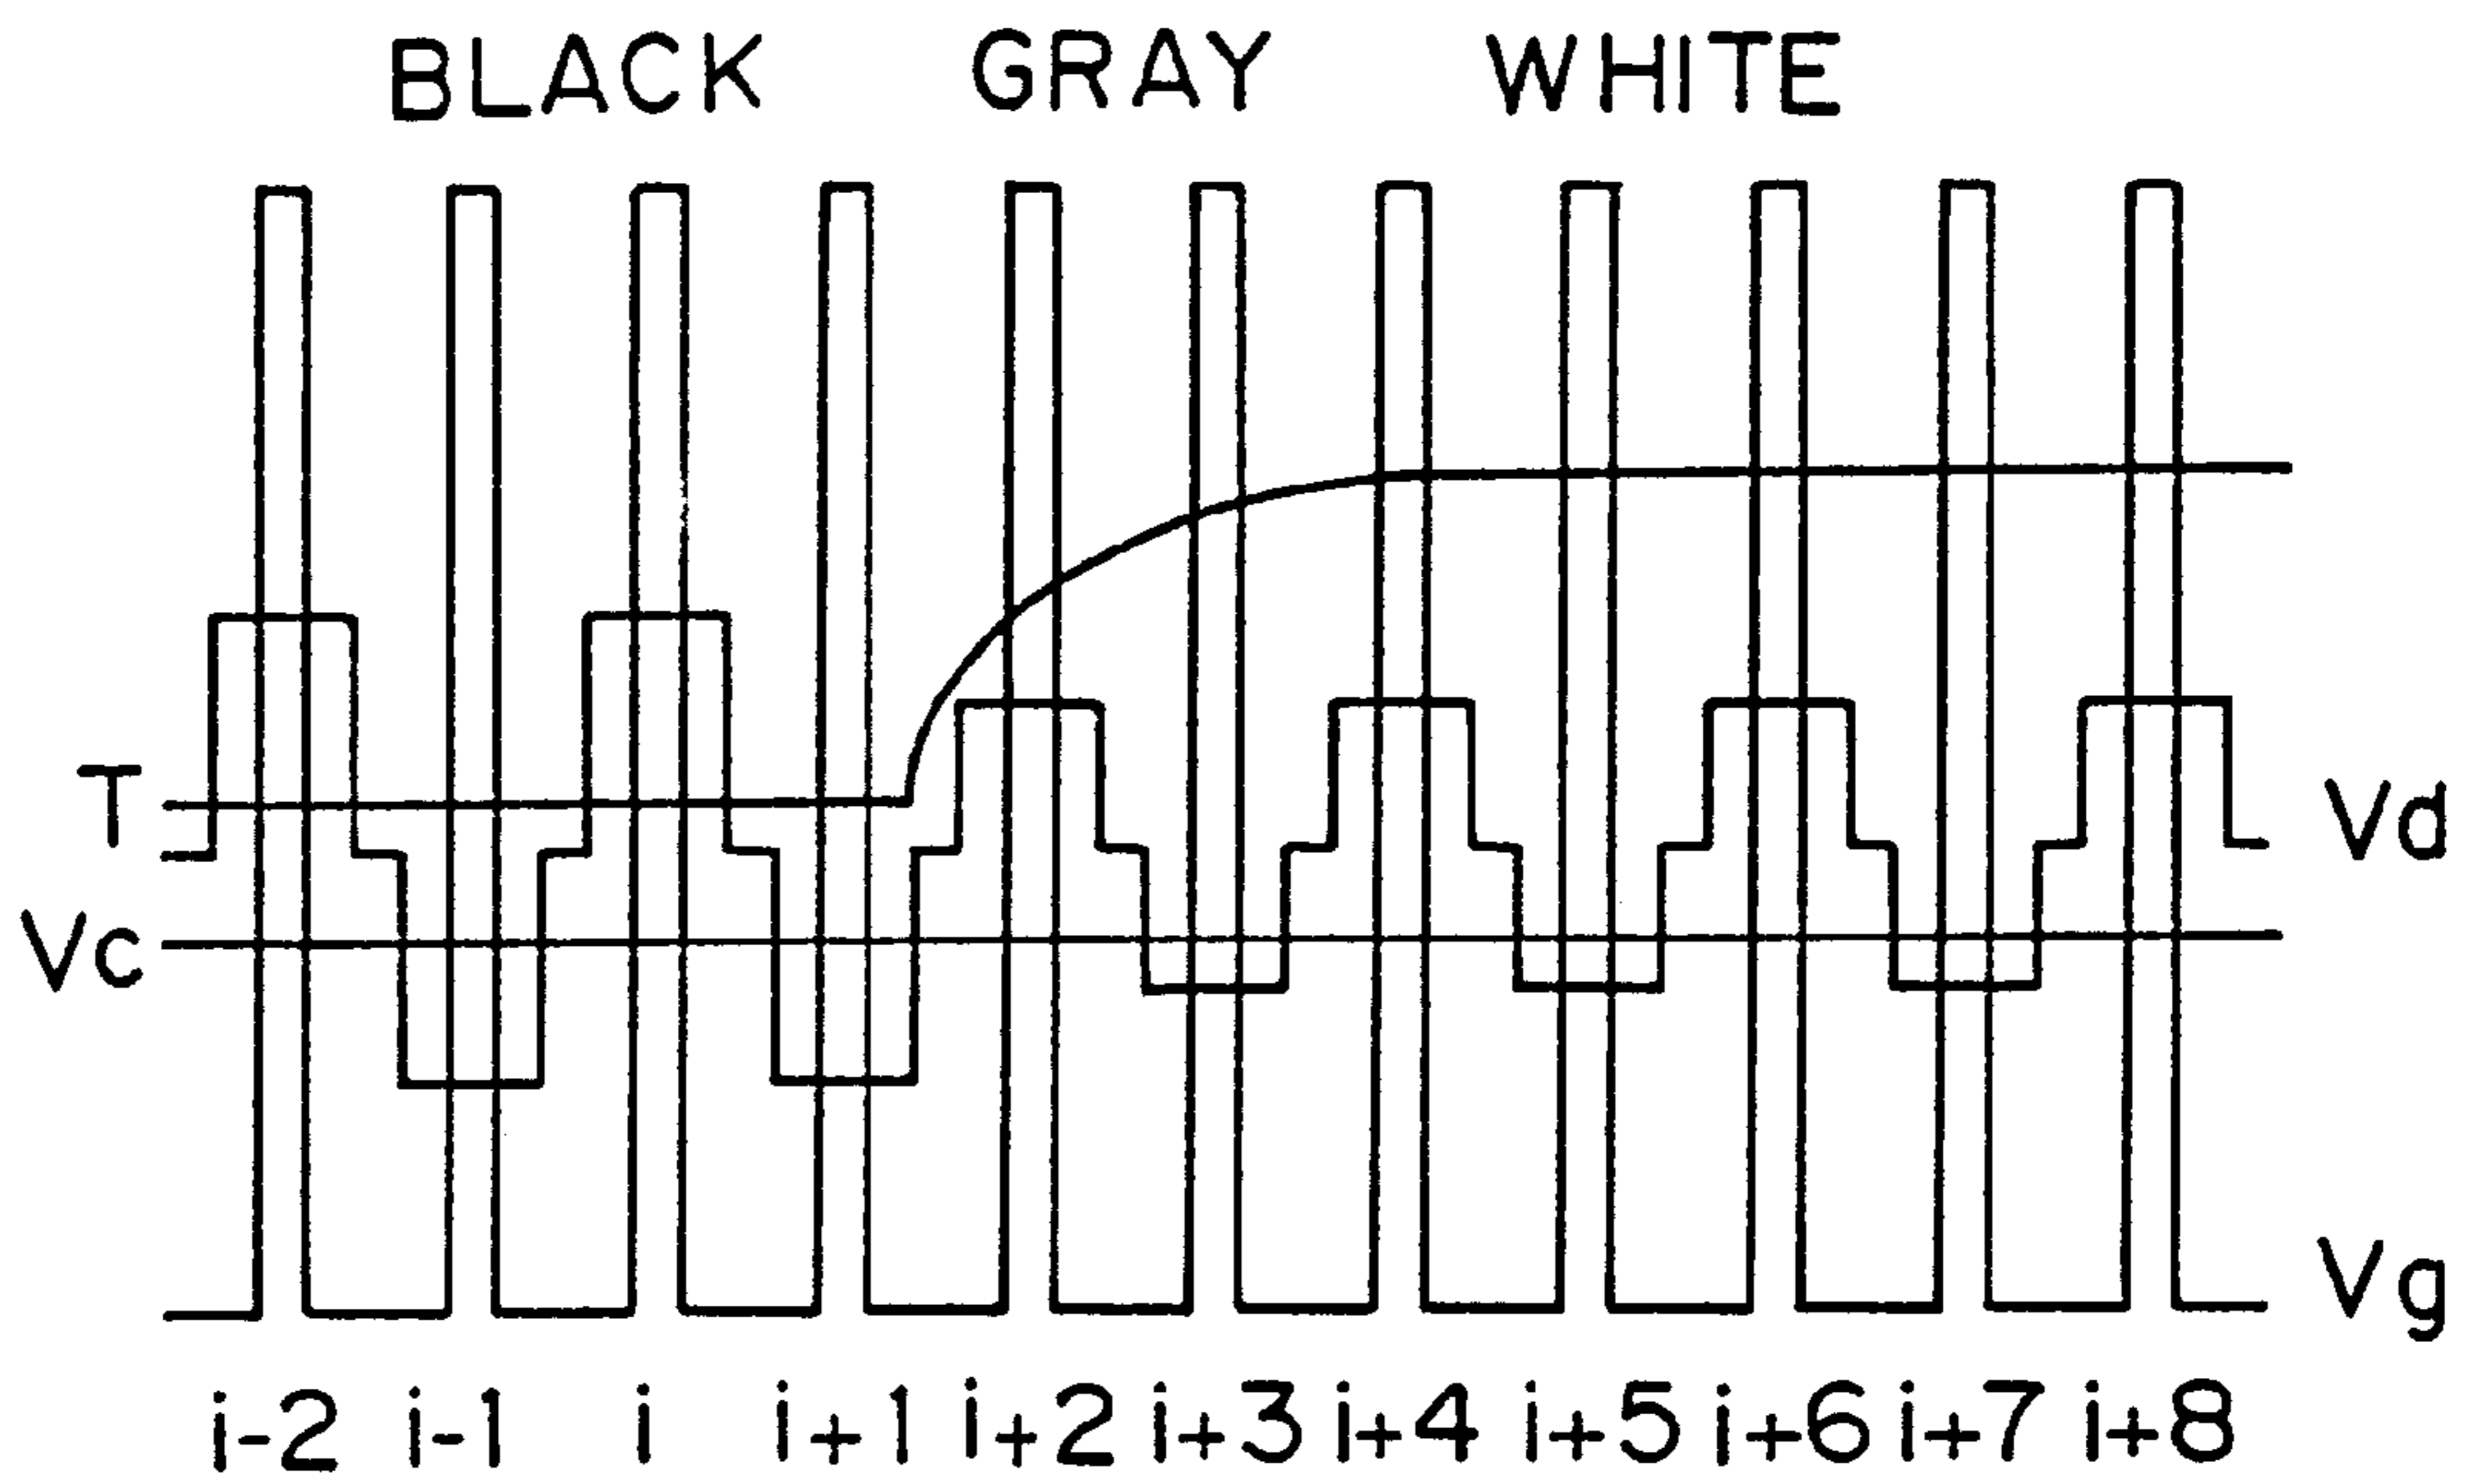 BLACK GRAY WHITE
T
Vd
Vc
Vg
i-2 i-1 i i+1 i+2 i+3 i+4 i+5 i+6 i+7 i+8